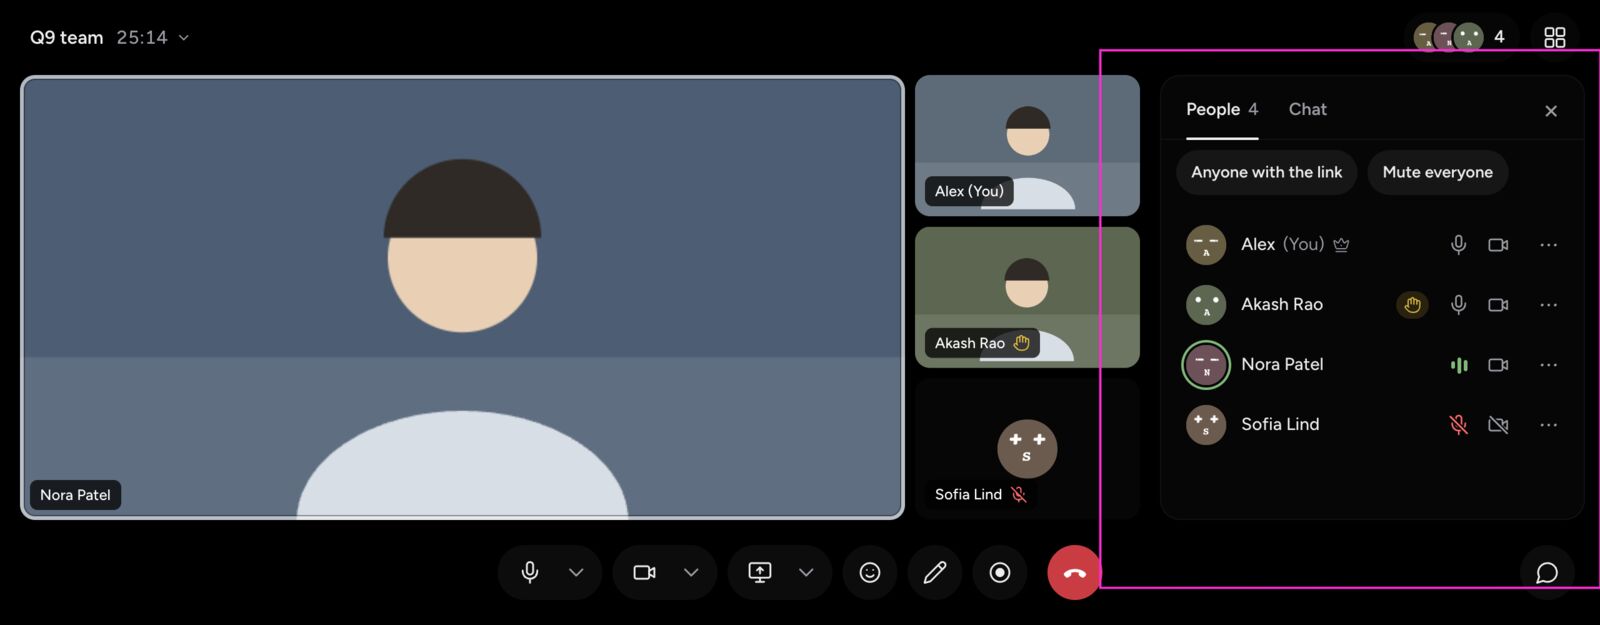 Q9 team 25:14
4
Nora Patel
Alex (You)
Akash Rao
S
Sofia Lind
People 4 Chat
Anyone with the link Mute everyone
A
Alex (You)
A
Akash Rao
N
Nora Patel
S
Sofia Lind